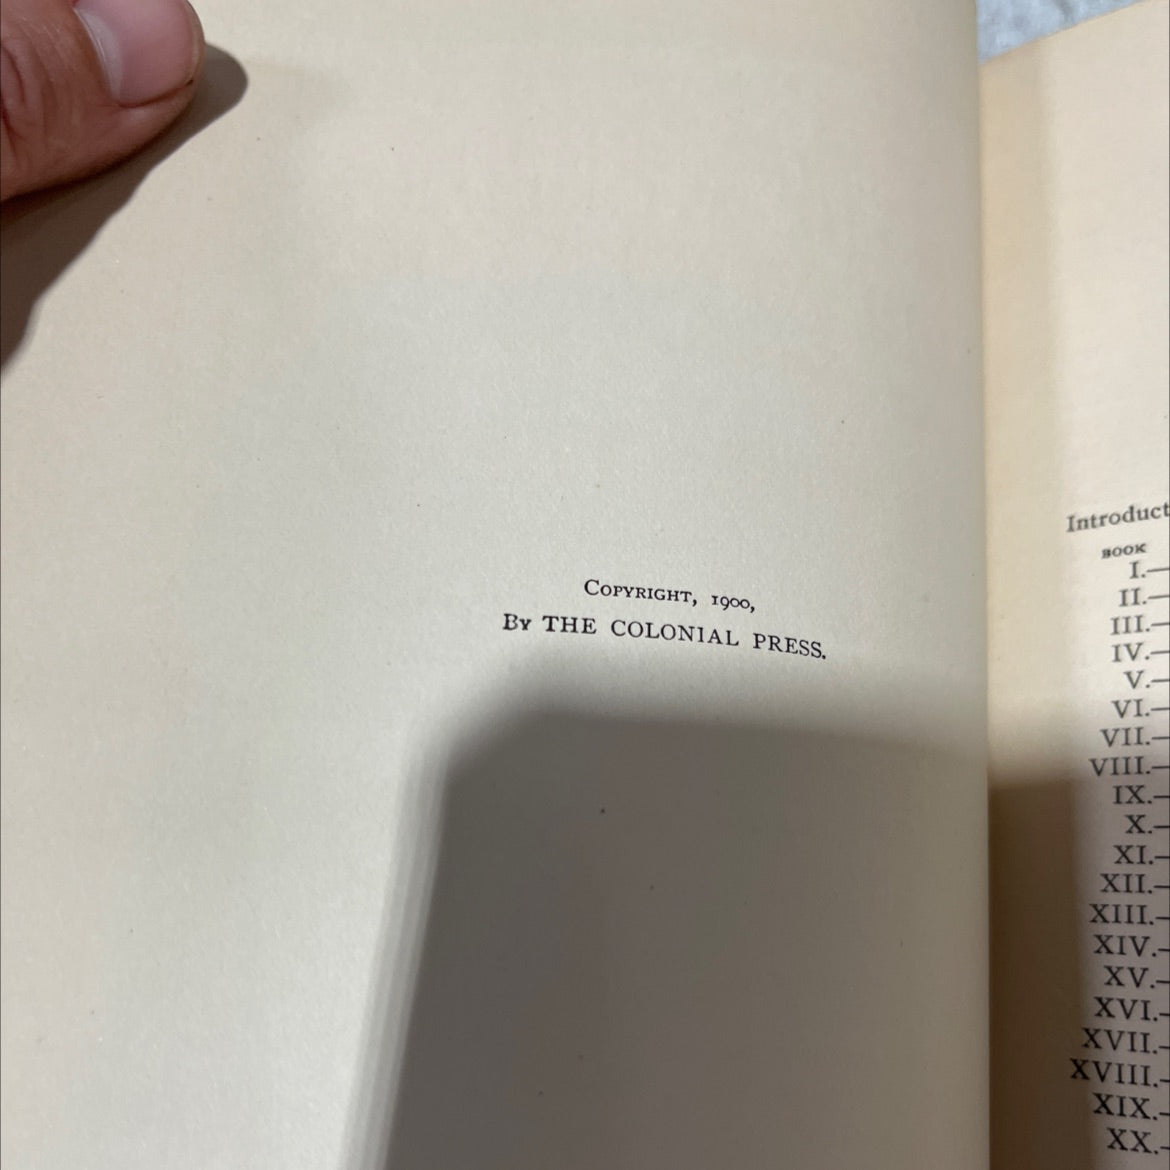 Copyright, 1900,
By THE COLONIAL PRESS.
BOOK
I.—
II.—
III.—
IV.—
V.—
VI.—
VII.—
VIII.—
IX.—
X.—
XI.—
XII.—
XIII.—
XIV.—
XV.—
XVI.—
XVII.—
XVIII.—
XIX.—
XX.—